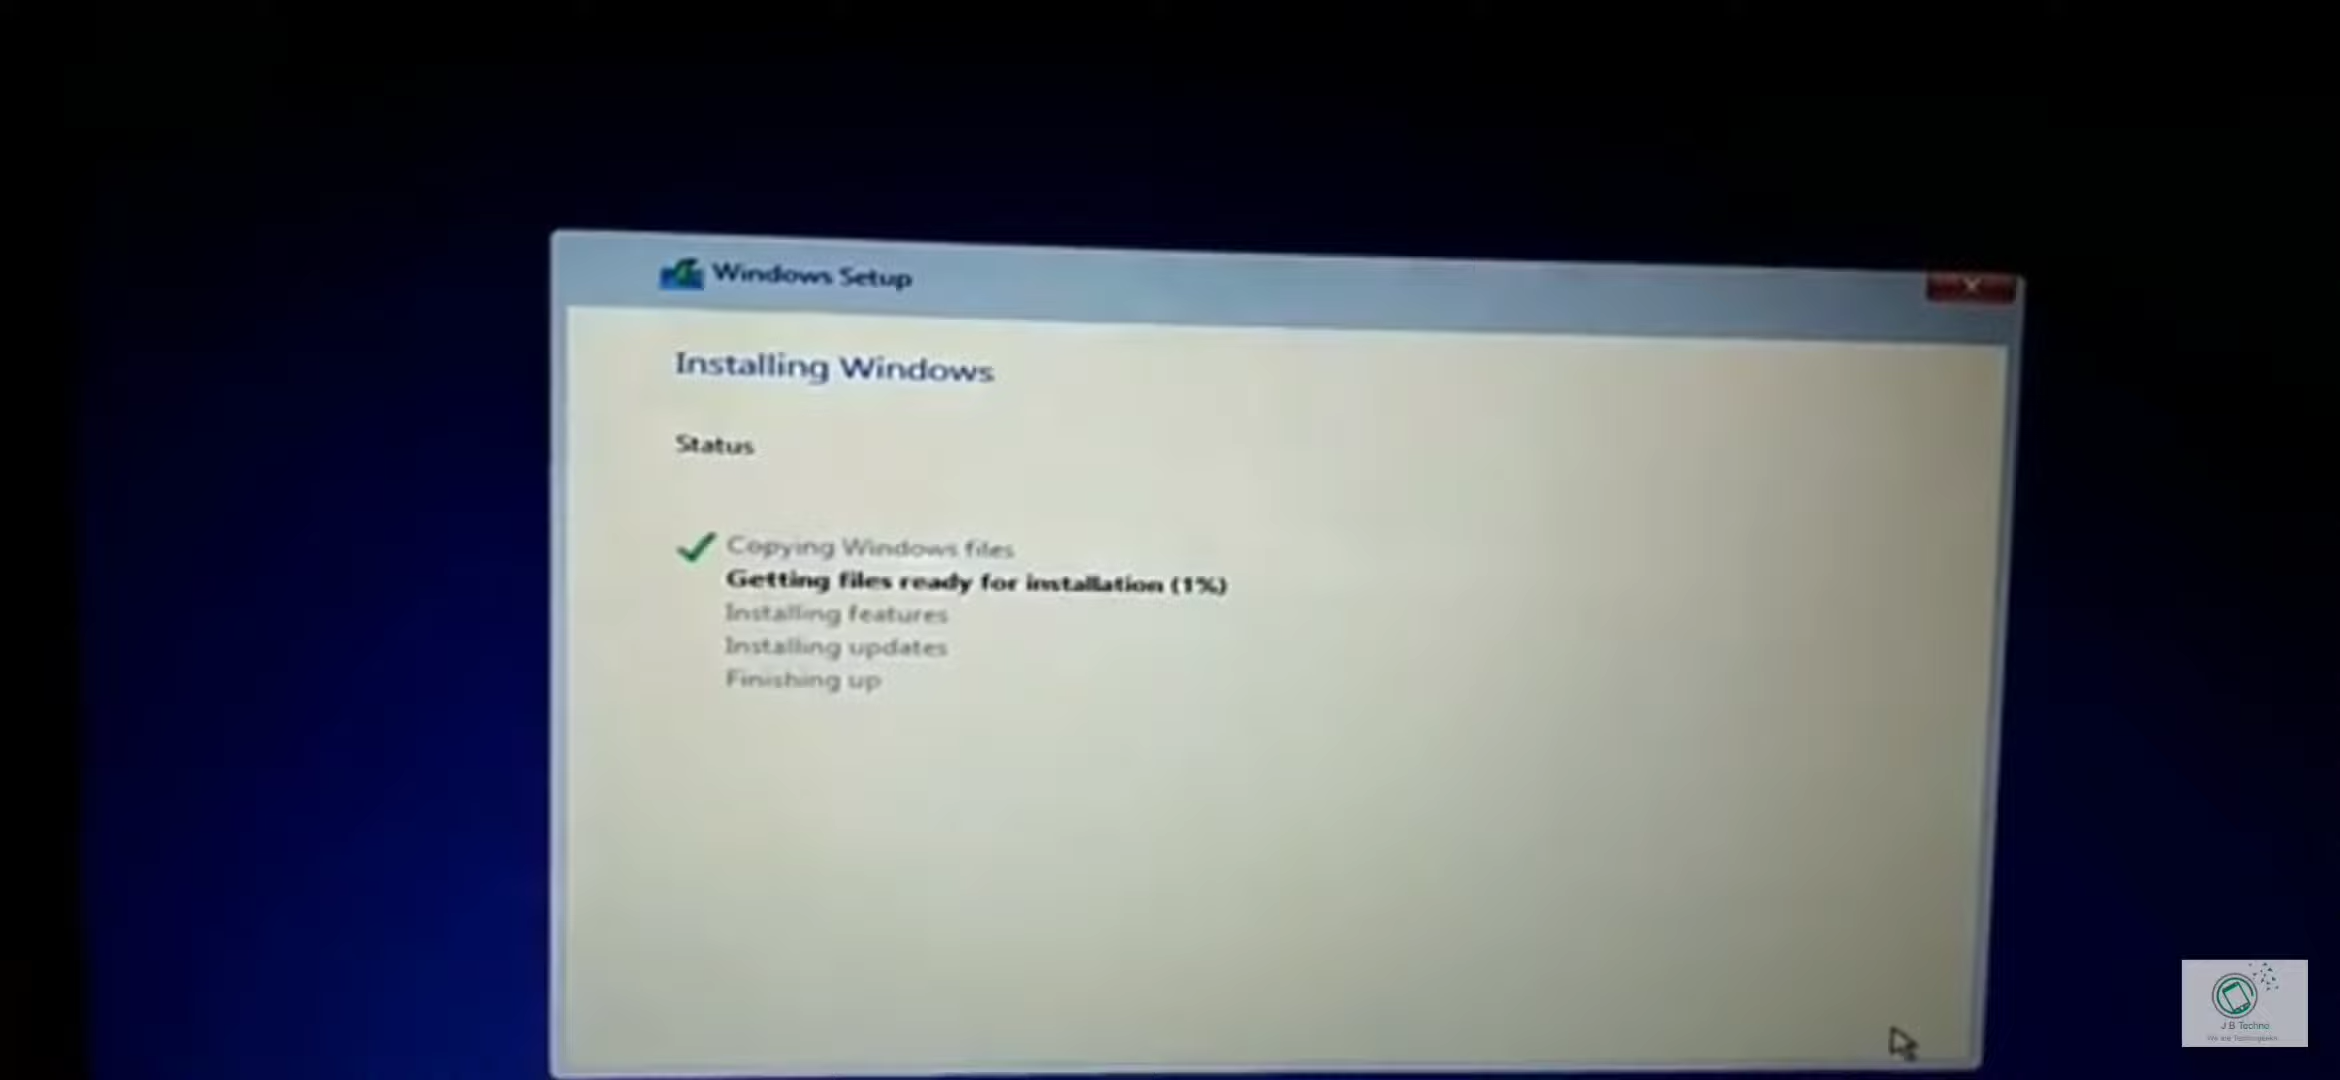 Windows Setup
Installing Windows
Status
Copying Windows files
Getting files ready for installation (1%)
Installing features
Installing updates
Finishing up
J B Techno